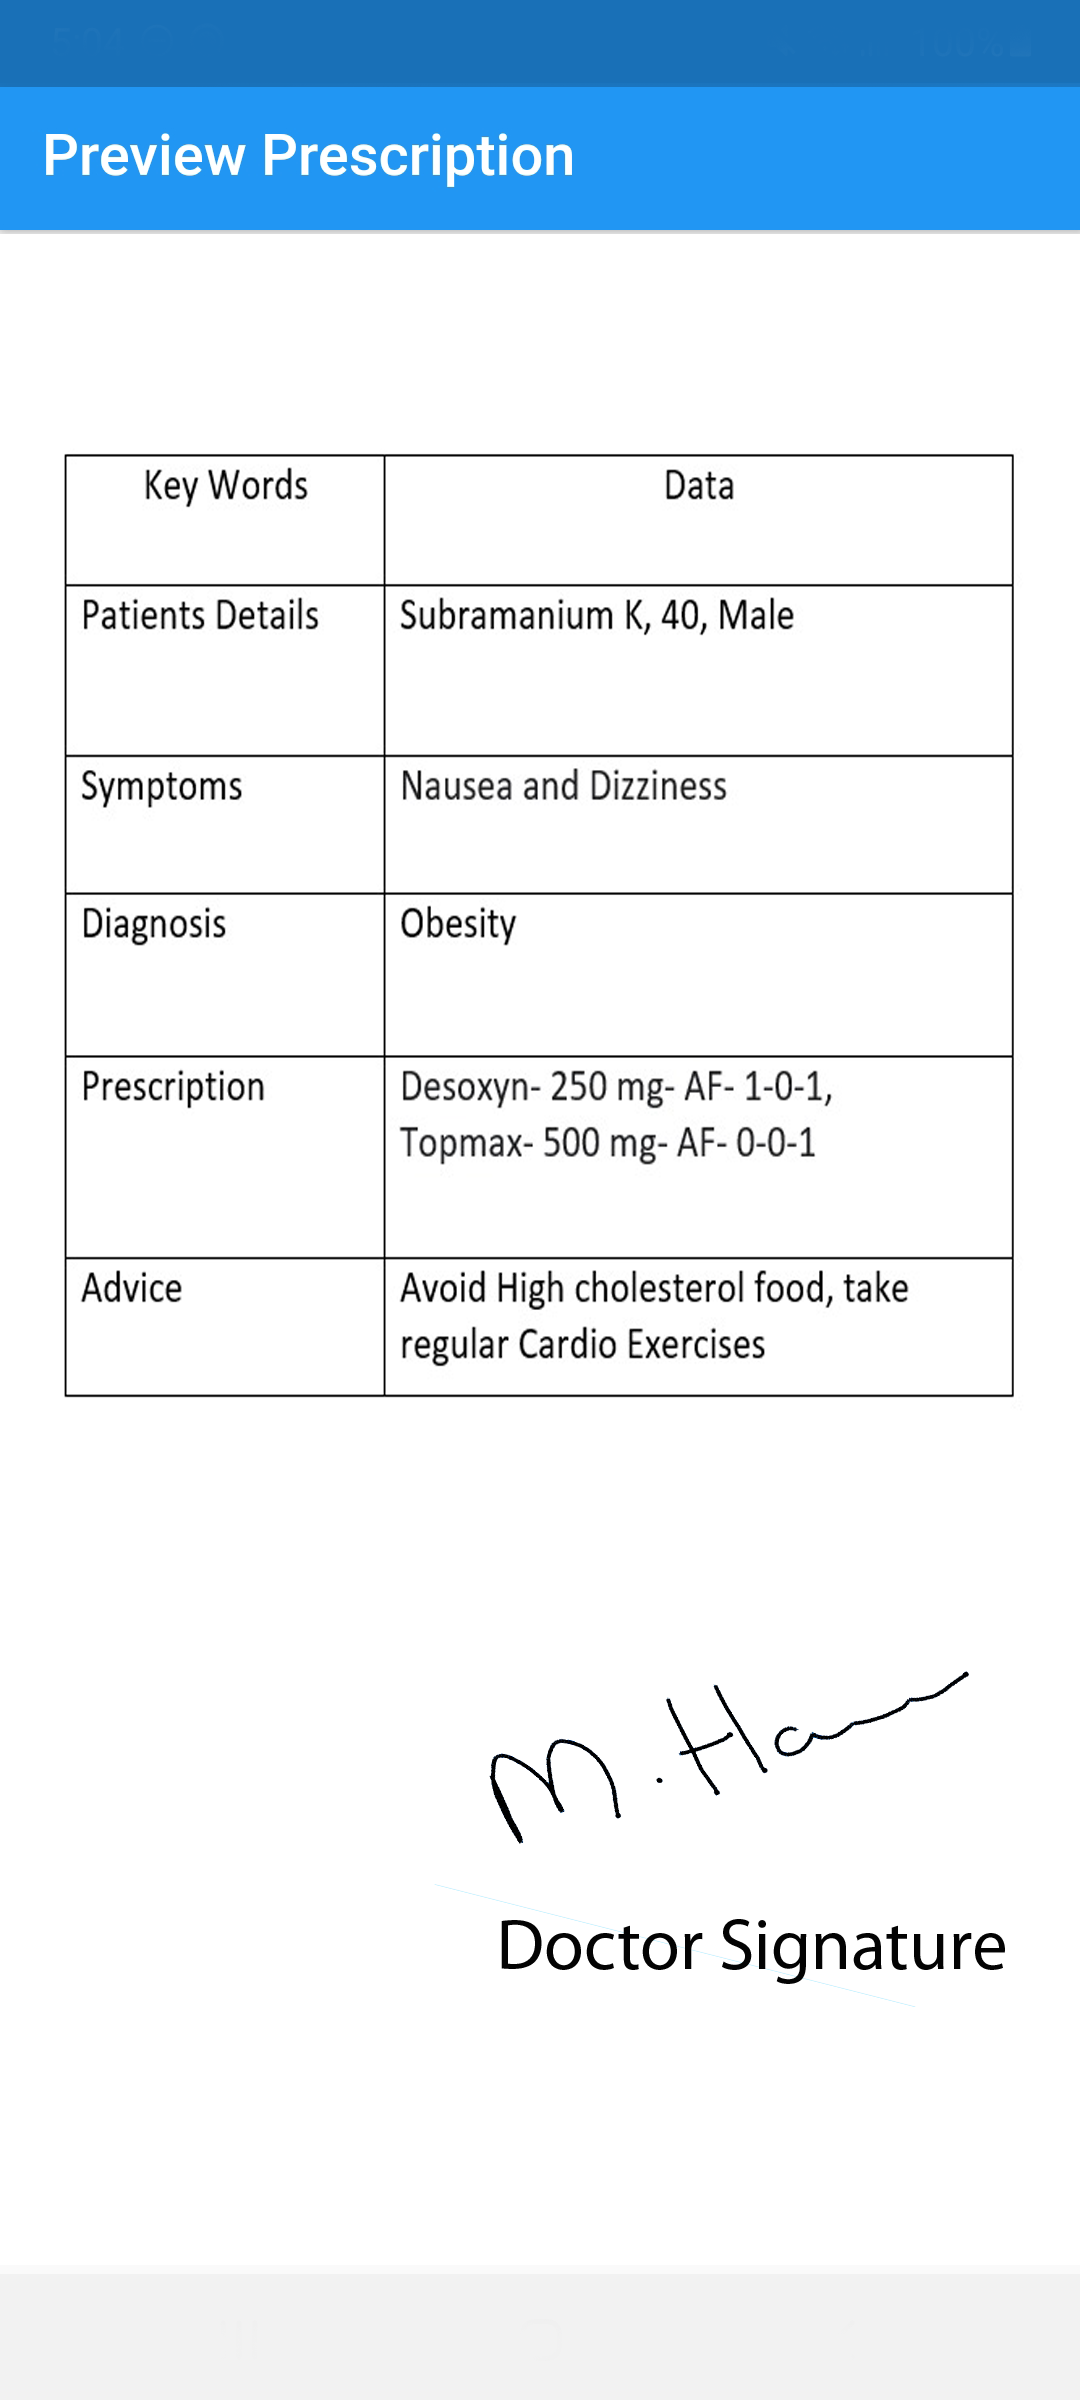 Preview Prescription
Key Words
Data
Patients Details
Subramanium K, 40, Male
Symptoms
Nausea and Dizziness
Diagnosis
Obesity
Prescription
Desoxyn- 250 mg- AF- 1-0-1,
Topmax- 500 mg- AF- 0-0-1
Advice
Avoid High cholesterol food, take
regular Cardio Exercises
M. Ha
Doctor Signature